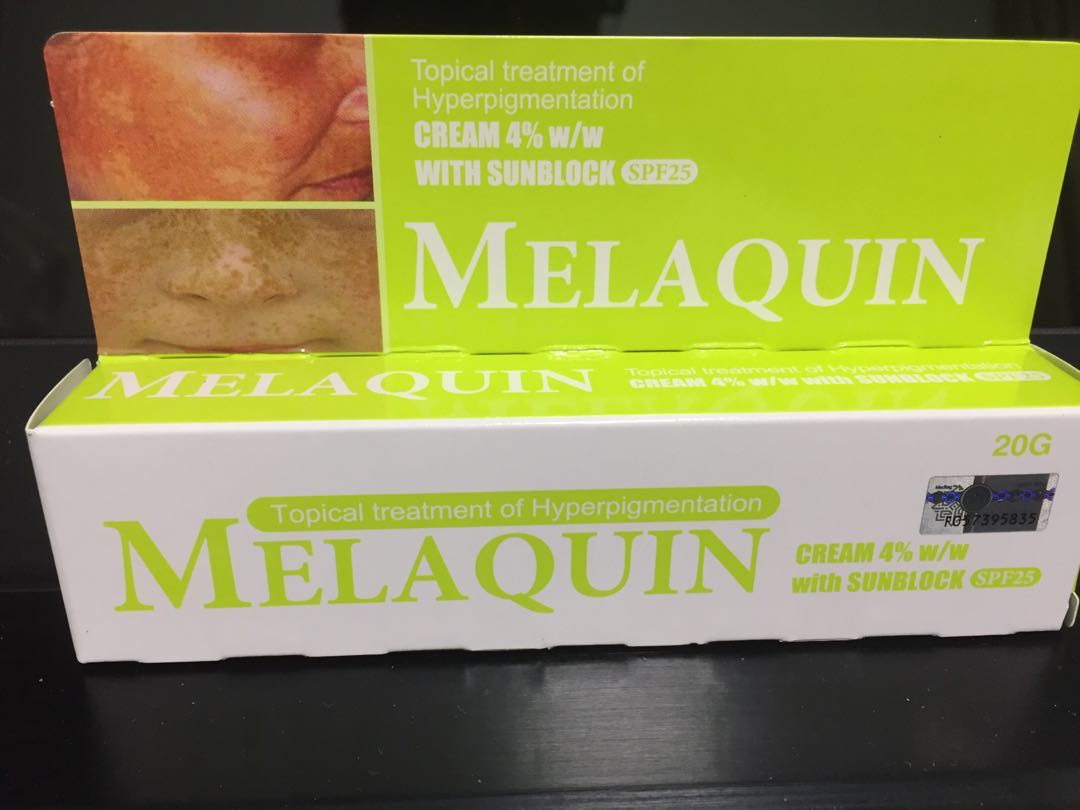 Topical treatment of
Hyperpigmentation
CREAM 4% w/w
WITH SUNBLOCK SPF25
MELAQUIN
MELAQUIN
Topical treatment of Hyperpigmentation
CREAM 4% w/w with SUNBLOCK SPF25
20G
Topical treatment of Hyperpigmentation
MELAQUIN
CREAM 4% w/w
with SUNBLOCK SPF25